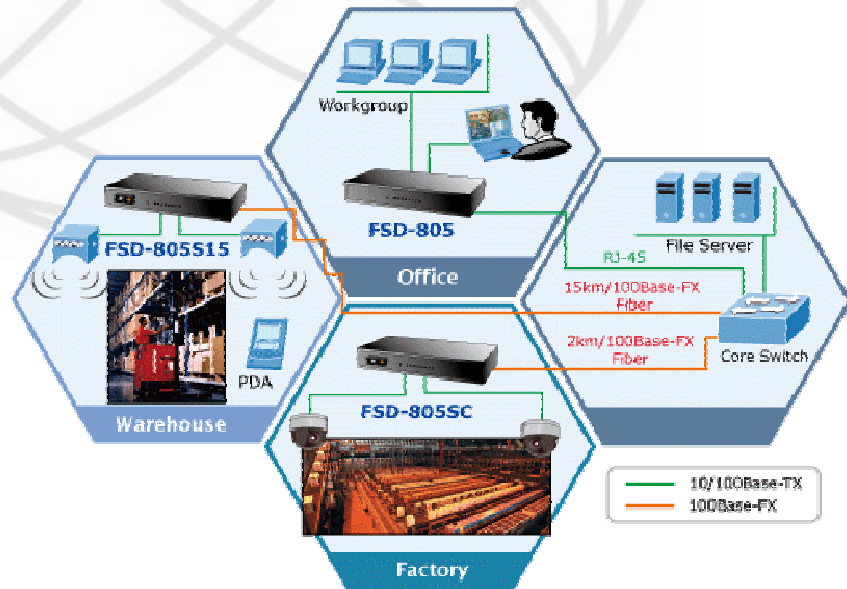 Workgroup
FSD-805
Office
FSD-805S15
PDA
Warehouse
File Server
RJ-45
15km/100Base-FX
Fiber
2km/100Base-FX
Fiber
Core Switch
FSD-805SC
Factory
10/100Base-TX
100Base-FX